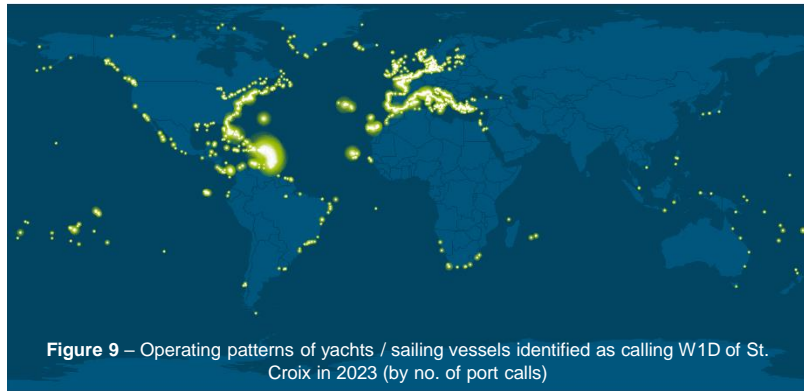 Figure 9 – Operating patterns of yachts / sailing vessels identified as calling W1D of St.
Croix in 2023 (by no. of port calls)